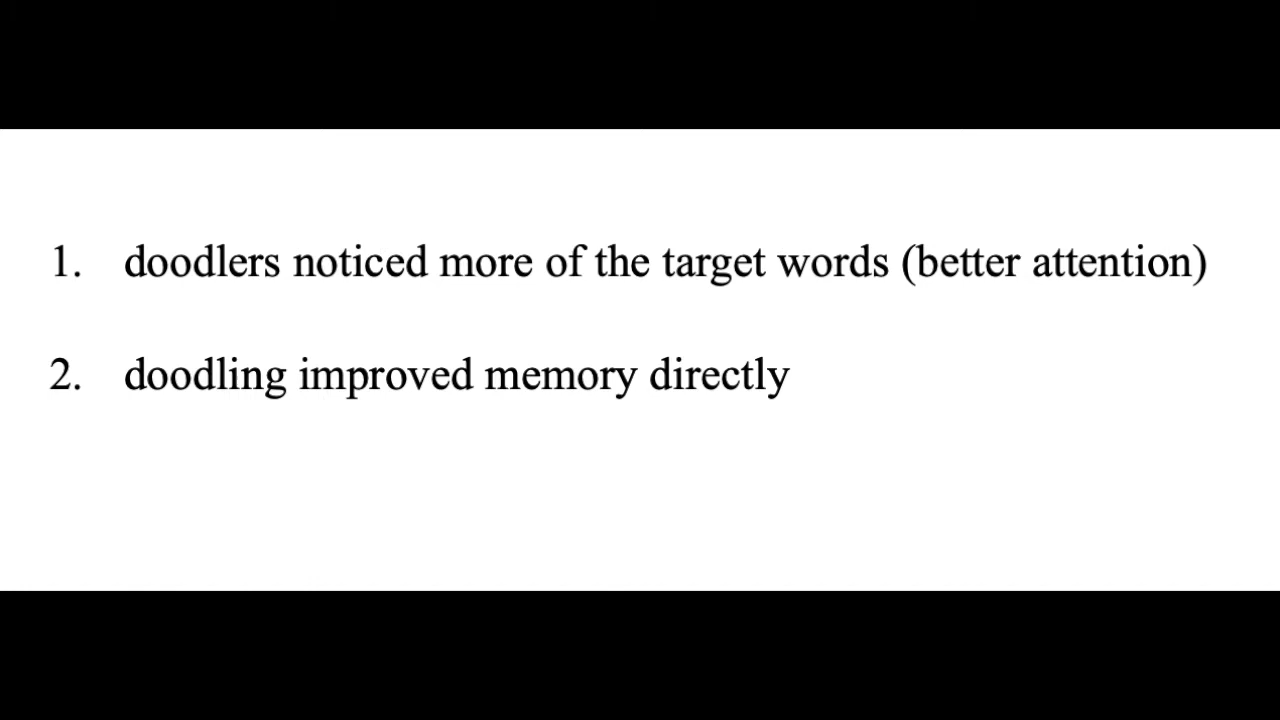 1. doodlers noticed more of the target words (better attention)
2. doodling improved memory directly